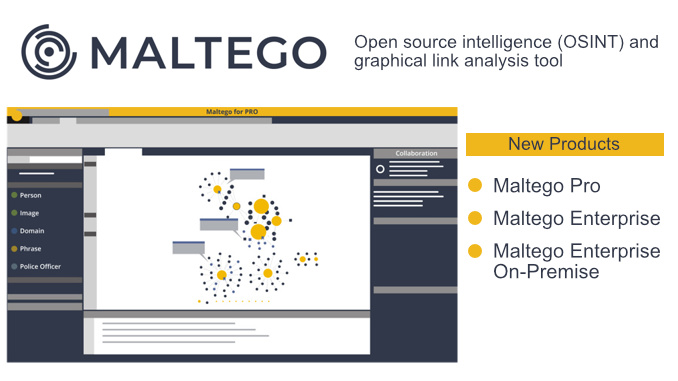 MALTEGO
Open source intelligence (OSINT) and
graphical link analysis tool
Maltego for PRO
Collaboration
Person
Image
Domain
Phrase
Police Officer
New Products
Maltego Pro
Maltego Enterprise
Maltego Enterprise
On-Premise